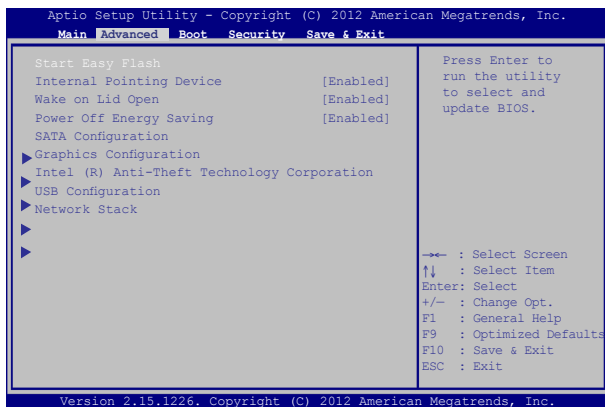 Aptio Setup Utility - Copyright (C) 2012 American Megatrends, Inc.
Main Advanced Boot Security Save & Exit
Start Easy Flash
Internal Pointing Device [Enabled]
Wake on Lid Open [Enabled]
Power Off Energy Saving [Enabled]
SATA Configuration
Graphics Configuration
Intel (R) Anti-Theft Technology Corporation
USB Configuration
Network Stack
Press Enter to
run the utility
to select and
update BIOS.
→← : Select Screen
↑↓ : Select Item
Enter: Select
+/— : Change Opt.
F1 : General Help
F9 : Optimized Defaults
F10 : Save & Exit
ESC : Exit
Version 2.15.1226. Copyright (C) 2012 American Megatrends, Inc.